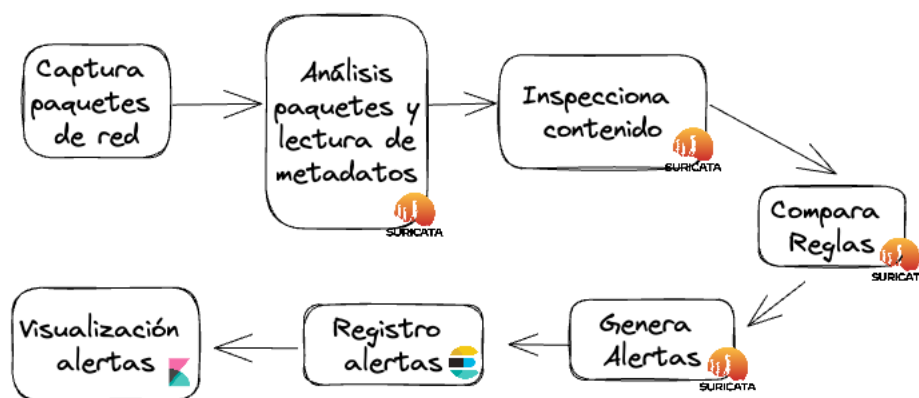 Captura
paquetes
de red
Análisis
paquetes y
lectura de
metadatos
SURICATA
Inspecciona
contenido
SURICATA
Compara
Reglas
SURICATA
Genera
Alertas
SURICATA
Registro
alertas
Visualización
alertas